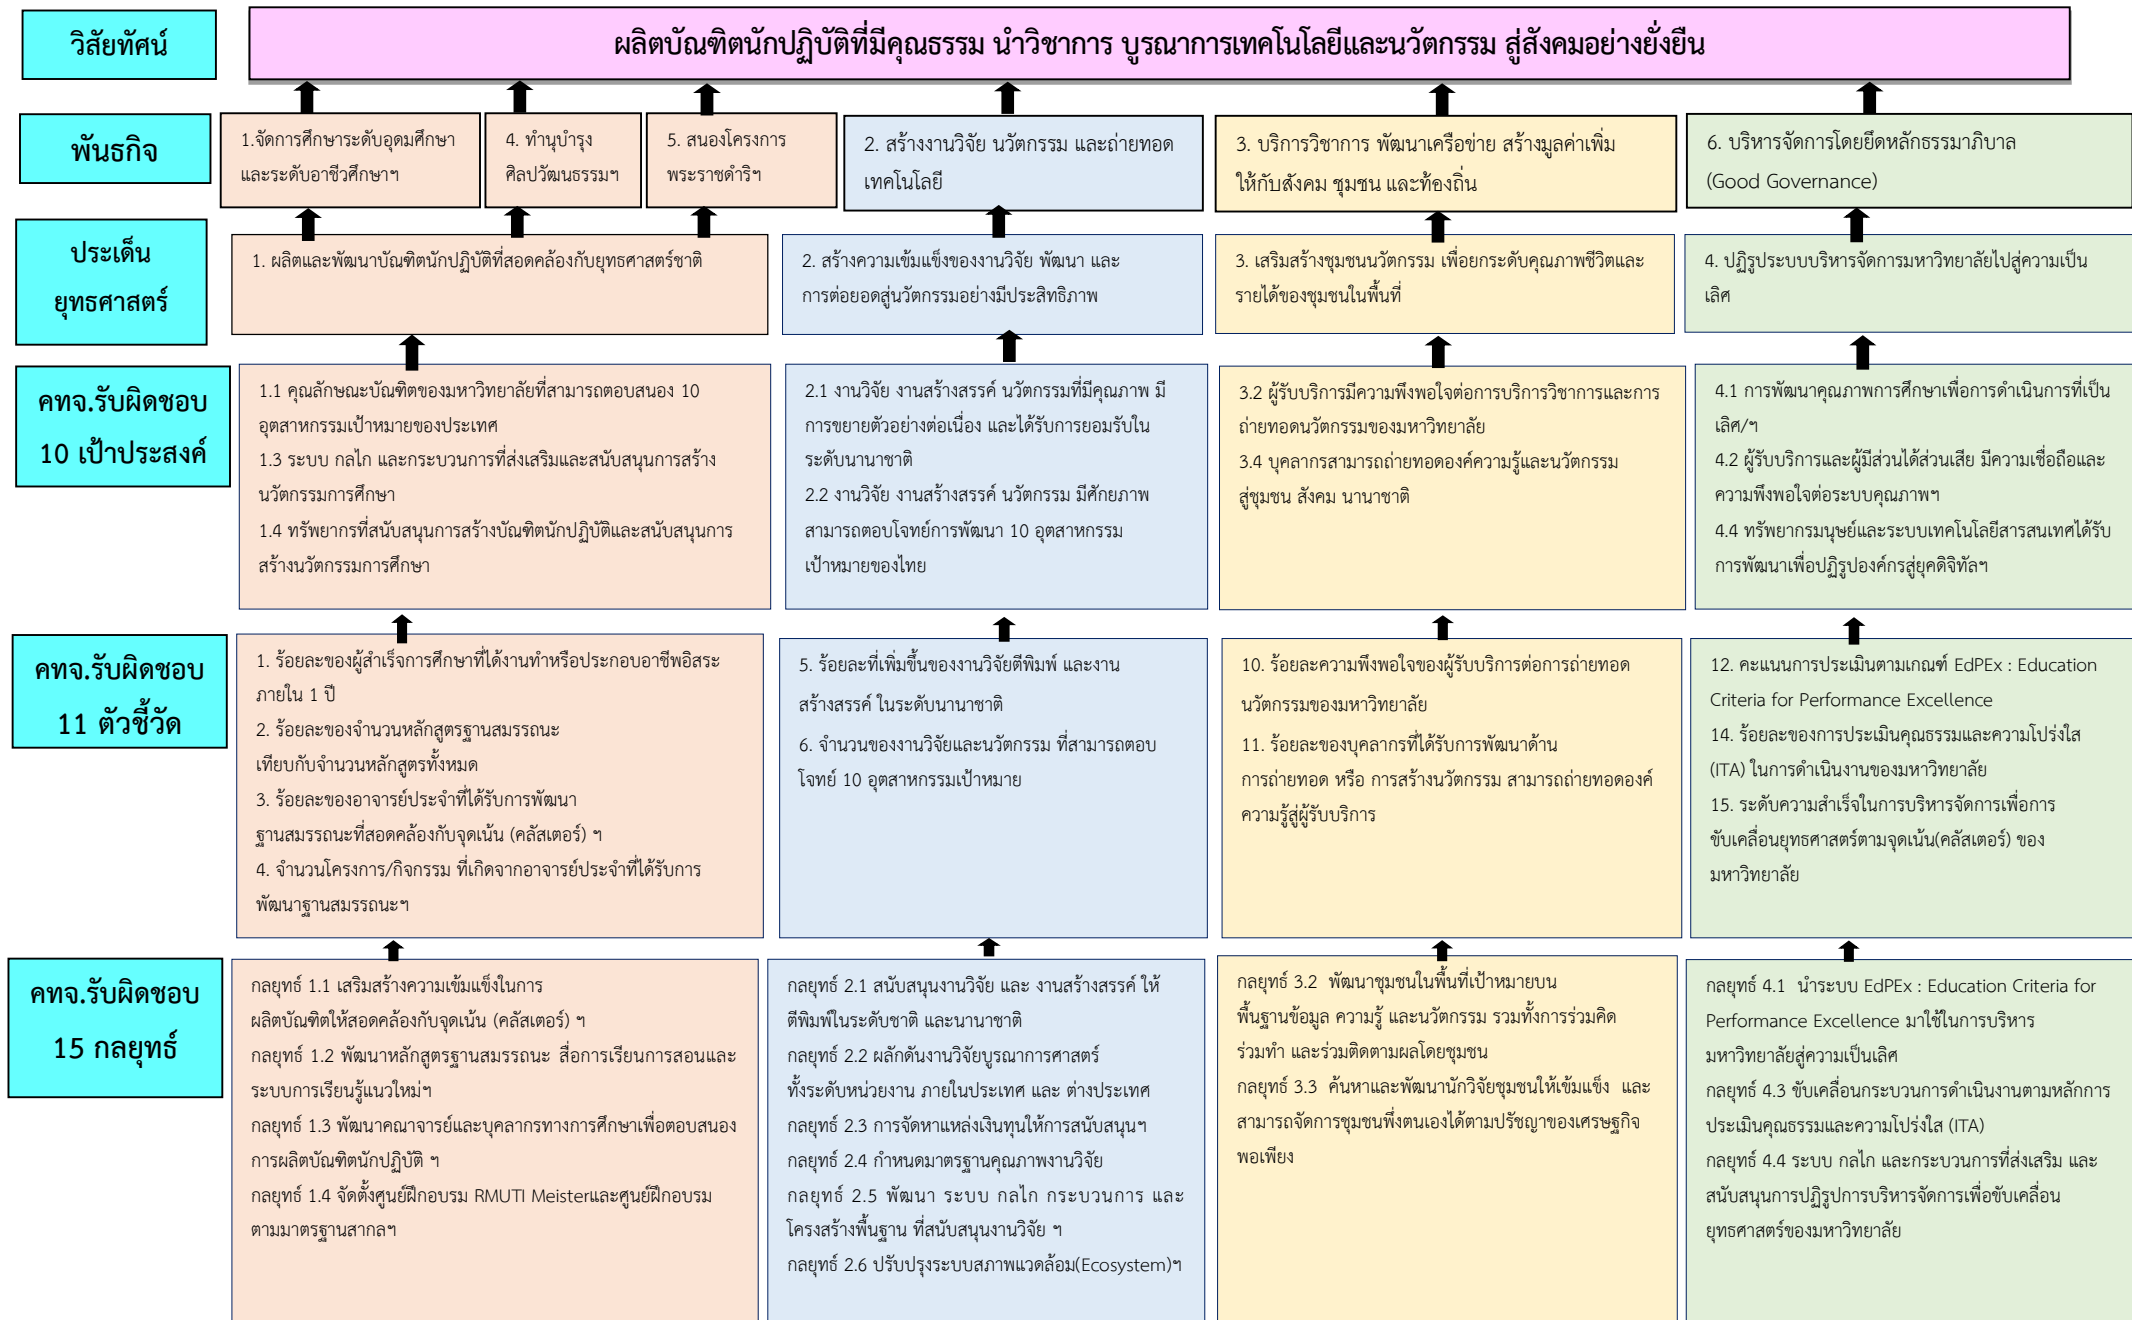 วิสัยทัศน์
ผลิตบัณฑิตนักปฏิบัติที่มีคุณธรรม นำวิชาการ บูรณาการเทคโนโลยีและนวัตกรรม สู่สังคมอย่างยั่งยืน
พันธกิจ
1.จัดการศึกษาระดับอุดมศึกษา
และระดับอาชีวศึกษาฯ
4. ทำนุบำรุง
ศิลปวัฒนธรรมฯ
5. สนองโครงการ
พระราชดำริฯ
2. สร้างงานวิจัย นวัตกรรม และถ่ายทอด
เทคโนโลยี
3. บริการวิชาการ พัฒนาเครือข่าย สร้างมูลค่าเพิ่ม
ให้กับสังคม ชุมชน และท้องถิ่น
6. บริหารจัดการโดยยึดหลักธรรมาภิบาล
(Good Governance)
ประเด็น
ยุทธศาสตร์
1. ผลิตและพัฒนาบัณฑิตนักปฏิบัติที่สอดคล้องกับยุทธศาสตร์ชาติ
2. สร้างความเข้มแข็งของงานวิจัย พัฒนา และ
การต่อยอดสู่นวัตกรรมอย่างมีประสิทธิภาพ
3. เสริมสร้างชุมชนนวัตกรรม เพื่อยกระดับคุณภาพชีวิตและ
รายได้ของชุมชนในพื้นที่
4. ปฏิรูประบบบริหารจัดการมหาวิทยาลัยไปสู่ความเป็น
เลิศ
คทจ.รับผิดชอบ
10 เป้าประสงค์
1.1 คุณลักษณะบัณฑิตของมหาวิทยาลัยที่สามารถตอบสนอง 10
อุตสาหกรรมเป้าหมายของประเทศ
1.3 ระบบ กลไก และกระบวนการที่ส่งเสริมและสนับสนุนการสร้าง
นวัตกรรมการศึกษา
1.4 ทรัพยากรที่สนับสนุนการสร้างบัณฑิตนักปฏิบัติและสนับสนุนการ
สร้างนวัตกรรมการศึกษา
2.1 งานวิจัย งานสร้างสรรค์ นวัตกรรมที่มีคุณภาพ มี
การขยายตัวอย่างต่อเนื่อง และได้รับการยอมรับใน
ระดับนานาชาติ
2.2 งานวิจัย งานสร้างสรรค์ นวัตกรรม มีศักยภาพ
สามารถตอบโจทย์การพัฒนา 10 อุตสาหกรรม
เป้าหมายของไทย
3.2 ผู้รับบริการมีความพึงพอใจต่อการบริการวิชาการและการ
ถ่ายทอดนวัตกรรมของมหาวิทยาลัย
3.4 บุคลากรสามารถถ่ายทอดองค์ความรู้และนวัตกรรม
สู่ชุมชน สังคม นานาชาติ
4.1 การพัฒนาคุณภาพการศึกษาเพื่อการดำเนินการที่เป็น
เลิศ/ฯ
4.2 ผู้รับบริการและผู้มีส่วนได้ส่วนเสีย มีความเชื่อถือและ
ความพึงพอใจต่อระบบคุณภาพฯ
4.4 ทรัพยากรมนุษย์และระบบเทคโนโลยีสารสนเทศได้รับ
การพัฒนาเพื่อปฏิรูปองค์กรสู่ยุคดิจิทัลฯ
คทจ.รับผิดชอบ
11 ตัวชี้วัด
1. ร้อยละของผู้สำเร็จการศึกษาที่ได้งานทำหรือประกอบอาชีพอิสระ
ภายใน 1 ปี
2. ร้อยละของจำนวนหลักสูตรฐานสมรรถนะ
เทียบกับจำนวนหลักสูตรทั้งหมด
3. ร้อยละของอาจารย์ประจำที่ได้รับการพัฒนา
ฐานสมรรถนะที่สอดคล้องกับจุดเน้น (คลัสเตอร์) ฯ
4. จำนวนโครงการ/กิจกรรม ที่เกิดจากอาจารย์ประจำที่ได้รับการ
พัฒนาฐานสมรรถนะฯ
5. ร้อยละที่เพิ่มขึ้นของงานวิจัยตีพิมพ์ และงาน
สร้างสรรค์ ในระดับนานาชาติ
6. จำนวนของงานวิจัยและนวัตกรรม ที่สามารถตอบ
โจทย์ 10 อุตสาหกรรมเป้าหมาย
10. ร้อยละความพึงพอใจของผู้รับบริการต่อการถ่ายทอด
นวัตกรรมของมหาวิทยาลัย
11. ร้อยละของบุคลากรที่ได้รับการพัฒนาด้าน
การถ่ายทอด หรือ การสร้างนวัตกรรม สามารถถ่ายทอดองค์
ความรู้สู่ผู้รับบริการ
12. คะแนนการประเมินตามเกณฑ์ EdPEx : Education
Criteria for Performance Excellence
14. ร้อยละของการประเมินคุณธรรมและความโปร่งใส
(ITA) ในการดำเนินงานของมหาวิทยาลัย
15. ระดับความสำเร็จในการบริหารจัดการเพื่อการ
ขับเคลื่อนยุทธศาสตร์ตามจุดเน้น(คลัสเตอร์) ของ
มหาวิทยาลัย
คทจ.รับผิดชอบ
15 กลยุทธ์
กลยุทธ์ 1.1 เสริมสร้างความเข้มแข็งในการ
ผลิตบัณฑิตให้สอดคล้องกับจุดเน้น (คลัสเตอร์) ฯ
กลยุทธ์ 1.2 พัฒนาหลักสูตรฐานสมรรถนะ สื่อการเรียนการสอนและ
ระบบการเรียนรู้แนวใหม่ฯ
กลยุทธ์ 1.3 พัฒนาคณาจารย์และบุคลากรทางการศึกษาเพื่อตอบสนอง
การผลิตบัณฑิตนักปฏิบัติ ฯ
กลยุทธ์ 1.4 จัดตั้งศูนย์ฝึกอบรม RMUTI Meisterและศูนย์ฝึกอบรม
ตามมาตรฐานสากลฯ
กลยุทธ์ 2.1 สนับสนุนงานวิจัย และ งานสร้างสรรค์ ให้
ตีพิมพ์ในระดับชาติ และนานาชาติ
กลยุทธ์ 2.2 ผลักดันงานวิจัยบูรณาการศาสตร์
ทั้งระดับหน่วยงาน ภายในประเทศ และ ต่างประเทศ
กลยุทธ์ 2.3 การจัดหาแหล่งเงินทุนให้การสนับสนุนฯ
กลยุทธ์ 2.4 กำหนดมาตรฐานคุณภาพงานวิจัย
กลยุทธ์ 2.5 พัฒนา ระบบ กลไก กระบวนการ และ
โครงสร้างพื้นฐาน ที่สนับสนุนงานวิจัย ฯ
กลยุทธ์ 2.6 ปรับปรุงระบบสภาพแวดล้อม(Ecosystem)ฯ
กลยุทธ์ 3.2 พัฒนาชุมชนในพื้นที่เป้าหมายบน
พื้นฐานข้อมูล ความรู้ และนวัตกรรม รวมทั้งการร่วมคิด
ร่วมทำ และร่วมติดตามผลโดยชุมชน
กลยุทธ์ 3.3 ค้นหาและพัฒนานักวิจัยชุมชนให้เข้มแข็ง และ
สามารถจัดการชุมชนพึ่งตนเองได้ตามปรัชญาของเศรษฐกิจ
พอเพียง
กลยุทธ์ 4.1 นำระบบ EdPEx : Education Criteria for
Performance Excellence มาใช้ในการบริหาร
มหาวิทยาลัยสู่ความเป็นเลิศ
กลยุทธ์ 4.3 ขับเคลื่อนกระบวนการดำเนินงานตามหลักการ
ประเมินคุณธรรมและความโปร่งใส (ITA)
กลยุทธ์ 4.4 ระบบ กลไก และกระบวนการที่ส่งเสริม และ
สนับสนุนการปฏิรูปการบริหารจัดการเพื่อขับเคลื่อน
ยุทธศาสตร์ของมหาวิทยาลัย